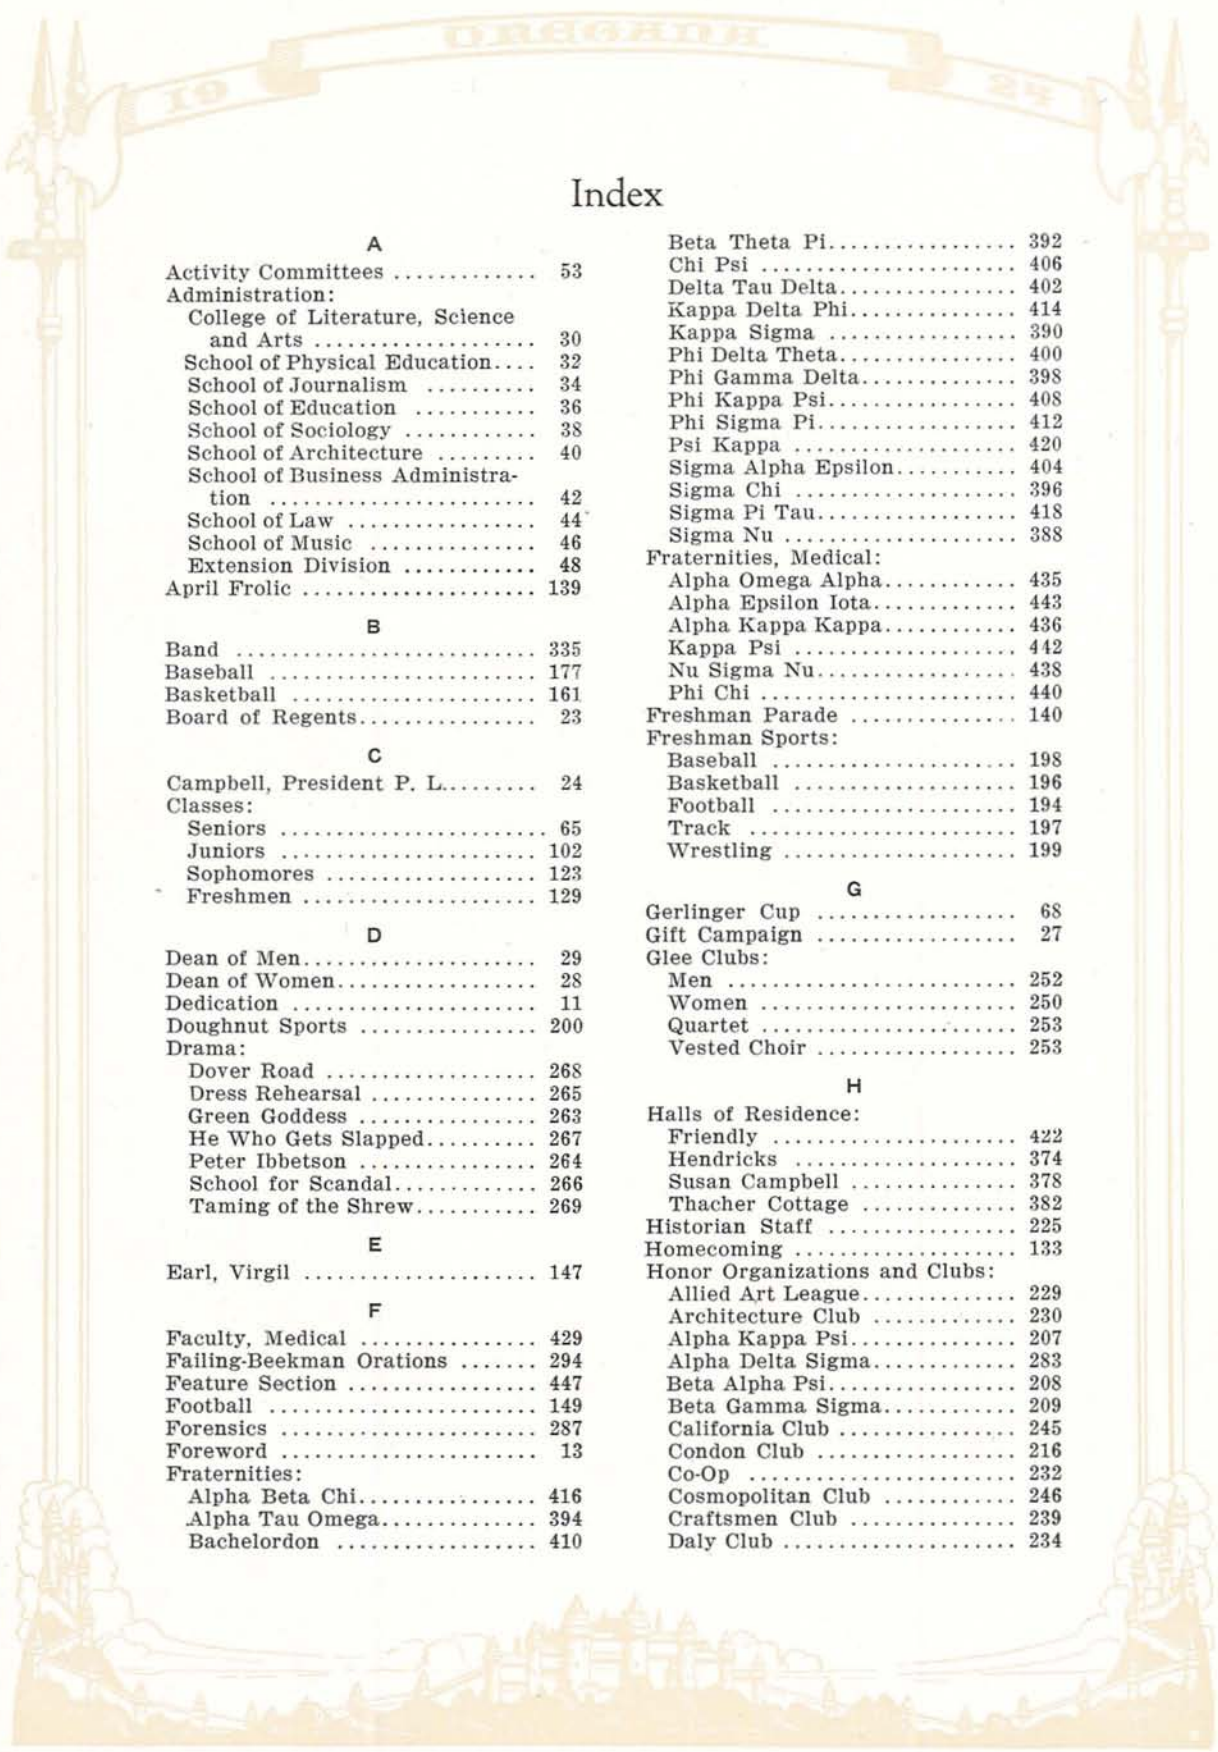 OREGANA
19 24
Index
A
Activity Committees ............. 53
Administration:
College of Literature, Science
and Arts .................... 30
School of Physical Education.... 32
School of Journalism .......... 34
School of Education ........... 36
School of Sociology ............ 38
School of Architecture ......... 40
School of Business Administra-
tion ........................ 42
School of Law ................. 44
School of Music ............... 46
Extension Division ............ 48
April Frolic ..................... 139
B
Band ........................... 335
Baseball ........................ 177
Basketball ...................... 161
Board of Regents................ 23
C
Campbell, President P. L......... 24
Classes:
Seniors ........................ 65
Juniors ....................... 102
Sophomores ................... 123
Freshmen ..................... 129
D
Dean of Men..................... 29
Dean of Women.................. 28
Dedication ...................... 11
Doughnut Sports ................ 200
Drama:
Dover Road ................... 268
Dress Rehearsal ............... 265
Green Goddess ................ 263
He Who Gets Slapped.......... 267
Peter Ibbetson ................ 264
School for Scandal............. 266
Taming of the Shrew........... 269
E
Earl, Virgil ..................... 147
F
Faculty, Medical ................ 429
Failing-Beekman Orations ....... 294
Feature Section ................. 447
Football ........................ 149
Forensics ....................... 287
Foreword ....................... 13
Fraternities:
Alpha Beta Chi................ 416
Alpha Tau Omega.............. 394
Bachelordon .................. 410
Beta Theta Pi................. 392
Chi Psi ....................... 406
Delta Tau Delta................ 402
Kappa Delta Phi............... 414
Kappa Sigma ................. 390
Phi Delta Theta................ 400
Phi Gamma Delta.............. 398
Phi Kappa Psi................. 408
Phi Sigma Pi.................. 412
Psi Kappa .................... 420
Sigma Alpha Epsilon........... 404
Sigma Chi .................... 396
Sigma Pi Tau.................. 418
Sigma Nu ..................... 388
Fraternities, Medical:
Alpha Omega Alpha............ 435
Alpha Epsilon Iota............. 443
Alpha Kappa Kappa............ 436
Kappa Psi .................... 442
Nu Sigma Nu.................. 438
Phi Chi ....................... 440
Freshman Parade ............... 140
Freshman Sports:
Baseball ...................... 198
Basketball .................... 196
Football ...................... 194
Track ........................ 197
Wrestling ..................... 199
G
Gerlinger Cup .................. 68
Gift Campaign .................. 27
Glee Clubs:
Men .......................... 252
Women ....................... 250
Quartet ....................... 253
Vested Choir .................. 253
H
Halls of Residence:
Friendly ...................... 422
Hendricks .................... 374
Susan Campbell ............... 378
Thacher Cottage .............. 382
Historian Staff ................. 225
Homecoming .................... 133
Honor Organizations and Clubs:
Allied Art League.............. 229
Architecture Club ............. 230
Alpha Kappa Psi............... 207
Alpha Delta Sigma............. 283
Beta Alpha Psi................. 208
Beta Gamma Sigma............ 209
California Club ................ 245
Condon Club .................. 216
Co-Op ........................ 232
Cosmopolitan Club ............ 246
Craftsmen Club ............... 239
Daly Club ..................... 234